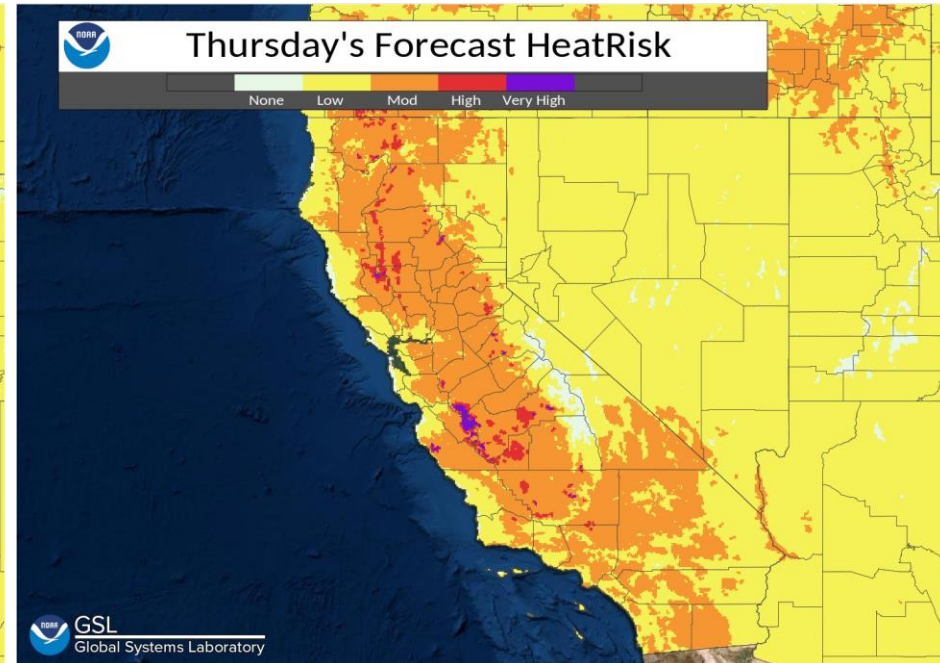 NOAA
Thursday's Forecast HeatRisk
None Low Mod High Very High
NOAA
GSL
Global Systems Laboratory